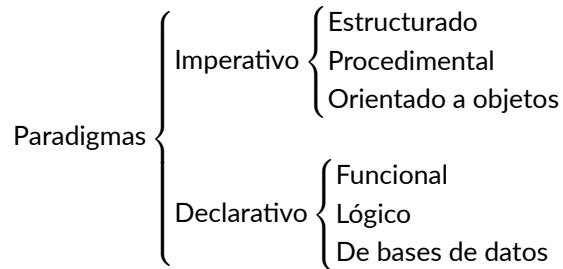 Paradigmas
Imperativo
Estructurado
Procedimental
Orientado a objetos
Declarativo
Funcional
Lógico
De bases de datos